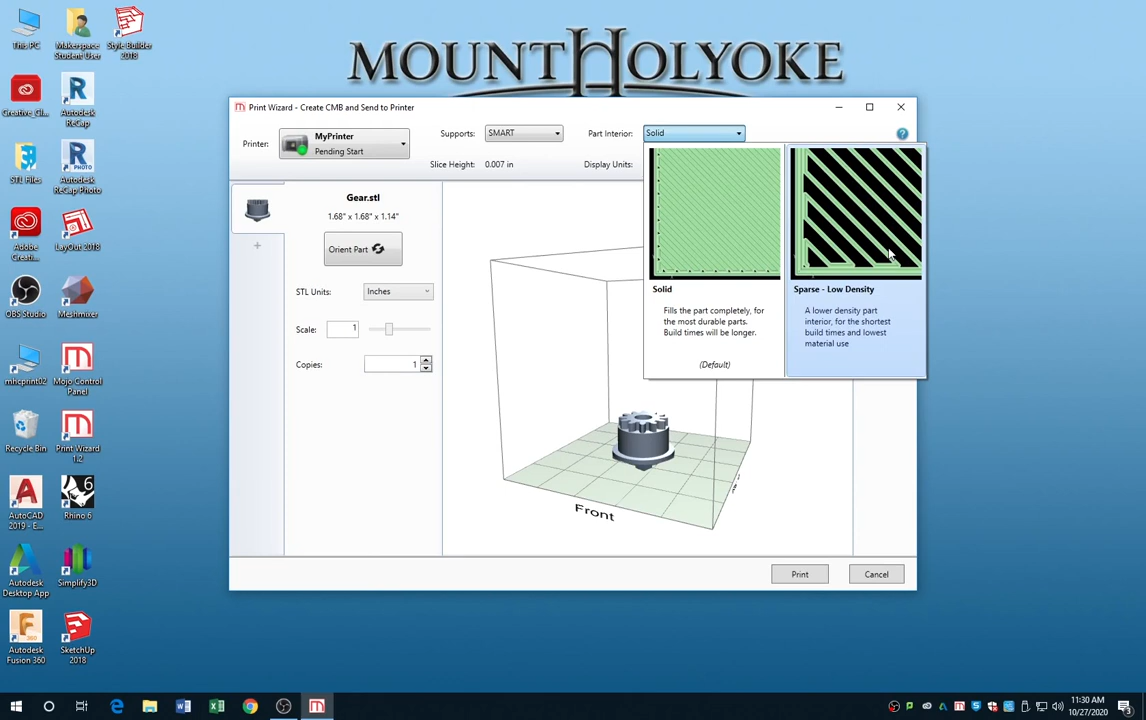 MOUNT HOLYOKE
This PC
Makerspace
Student User
Style Builder
2018
Creative_Cl...
Autodesk
ReCap
STL Files
Autodesk
ReCap Photo
Adobe
Creati...
LayOut 2018
OBS Studio
Meshmixer
mhcprint02
Mojo Control
Panel
Recycle Bin
Print Wizard
1.2
AutoCAD
2019 - E...
Rhino 6
Autodesk
Desktop App
Simplify3D
Autodesk
Fusion 360
SketchUp
2018
Print Wizard - Create CMB and Send to Printer
Printer:
MyPrinter
Pending Start
Supports:
SMART
Part Interior:
Solid
Slice Height:
0.007 in
Display Units:
Gear.stl
1.68" x 1.68" x 1.14"
Orient Part
STL Units:
Inches
Scale:
1
Copies:
1
Solid
Fills the part completely, for
the most durable parts.
Build times will be longer.
(Default)
Sparse - Low Density
A lower density part
interior, for the shortest
build times and lowest
material use
Front
Print
Cancel
11:30 AM
10/27/2020